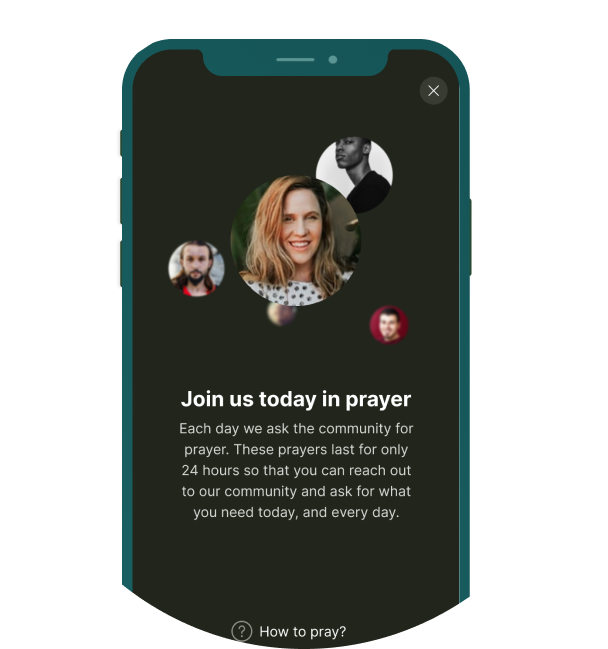 Join us today in prayer
Each day we ask the community for
prayer. These prayers last for only
24 hours so that you can reach out
to our community and ask for what
you need today, and every day.
? How to pray?